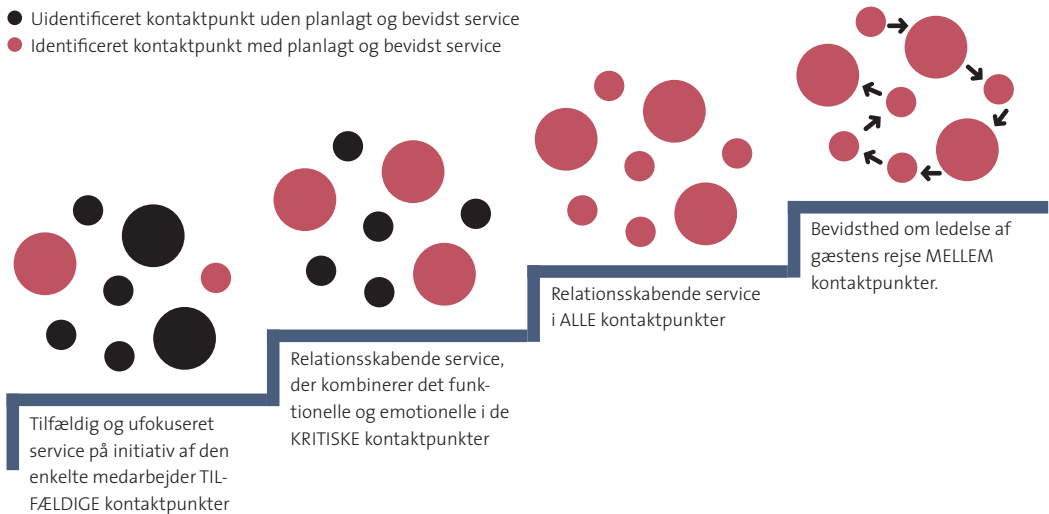 Uidentificeret kontaktpunkt uden planlagt og bevidst service
Identificeret kontaktpunkt med planlagt og bevidst service
Tilfældig og ufokuseret
service på initiativ af den
enkelte medarbejder TIL-
FÆLDIGE kontaktpunkter
Relationsskabende service,
der kombinerer det funk-
tionelle og emotionelle i de
KRITISKE kontaktpunkter
Relationsskabende service
i ALLE kontaktpunkter
Bevidsthed om ledelse af
gæstens rejse MELLEM
kontaktpunkter.